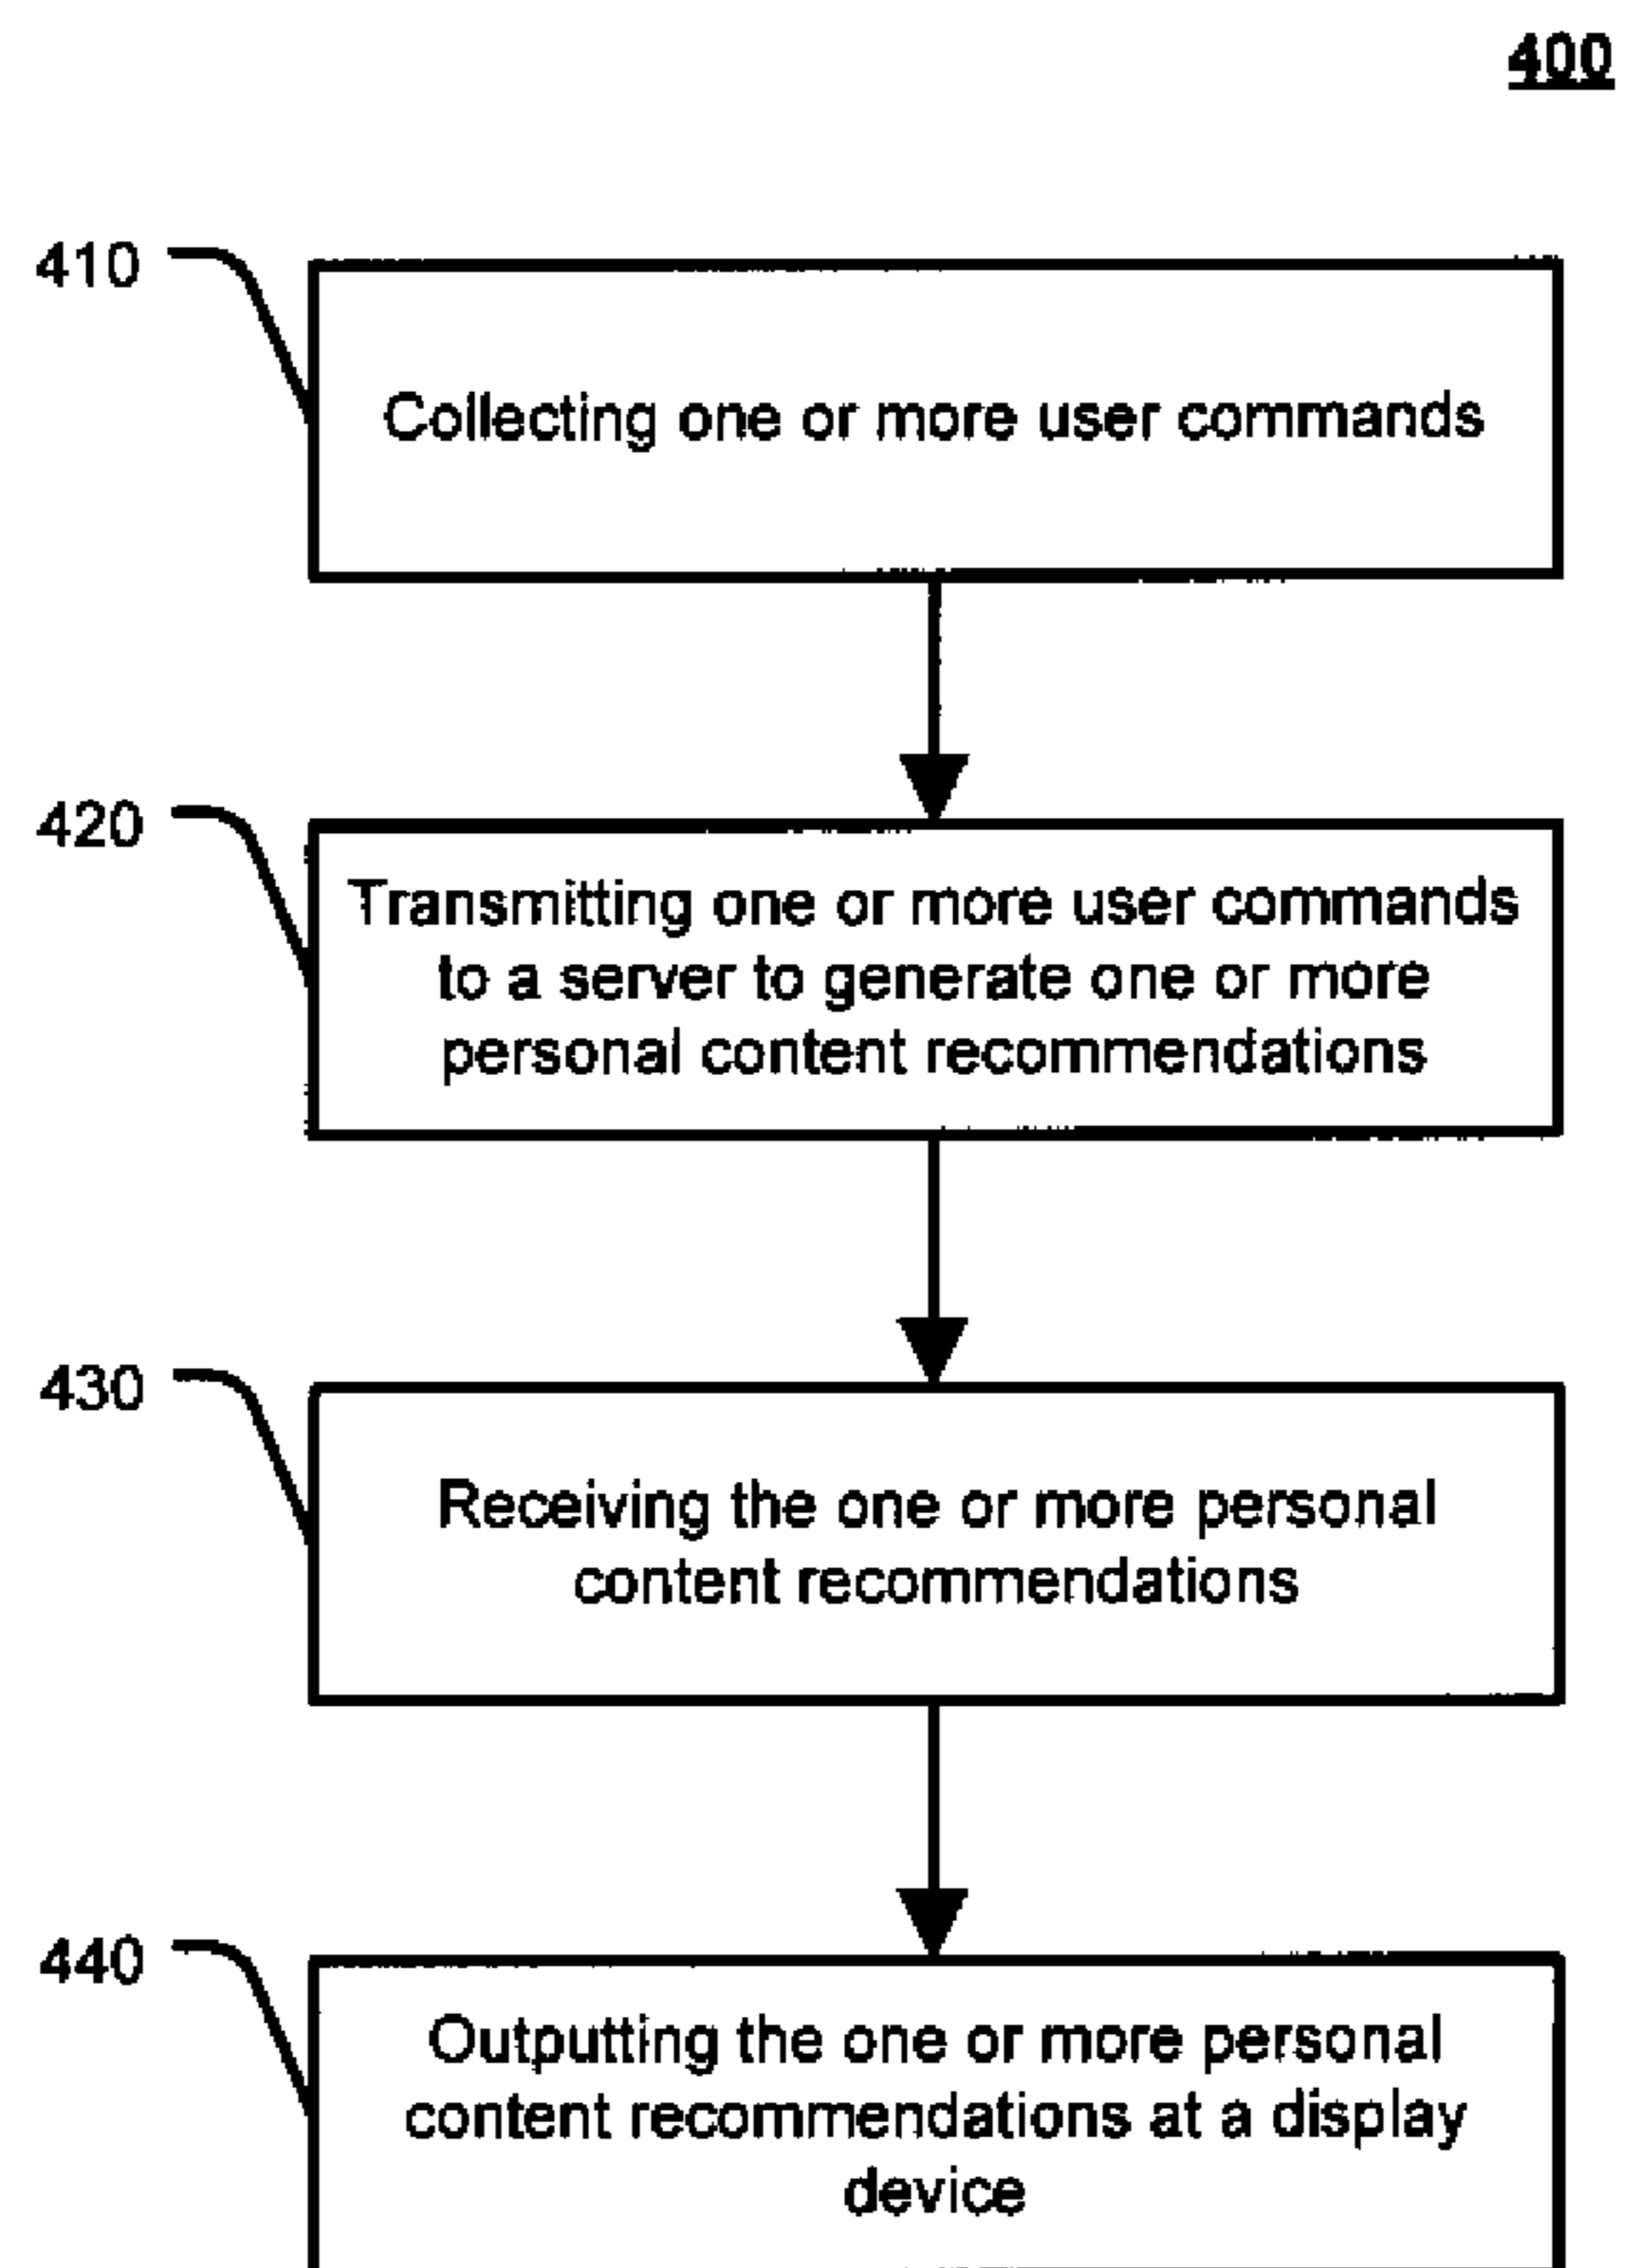 400
410
Collecting one or more user commands
420
Transmitting one or more user commands
to a server to generate one or more
personal content recommendations
430
Receiving the one or more personal
content recommendations
440
Outputting the one or more personal
content recommendations at a display
device